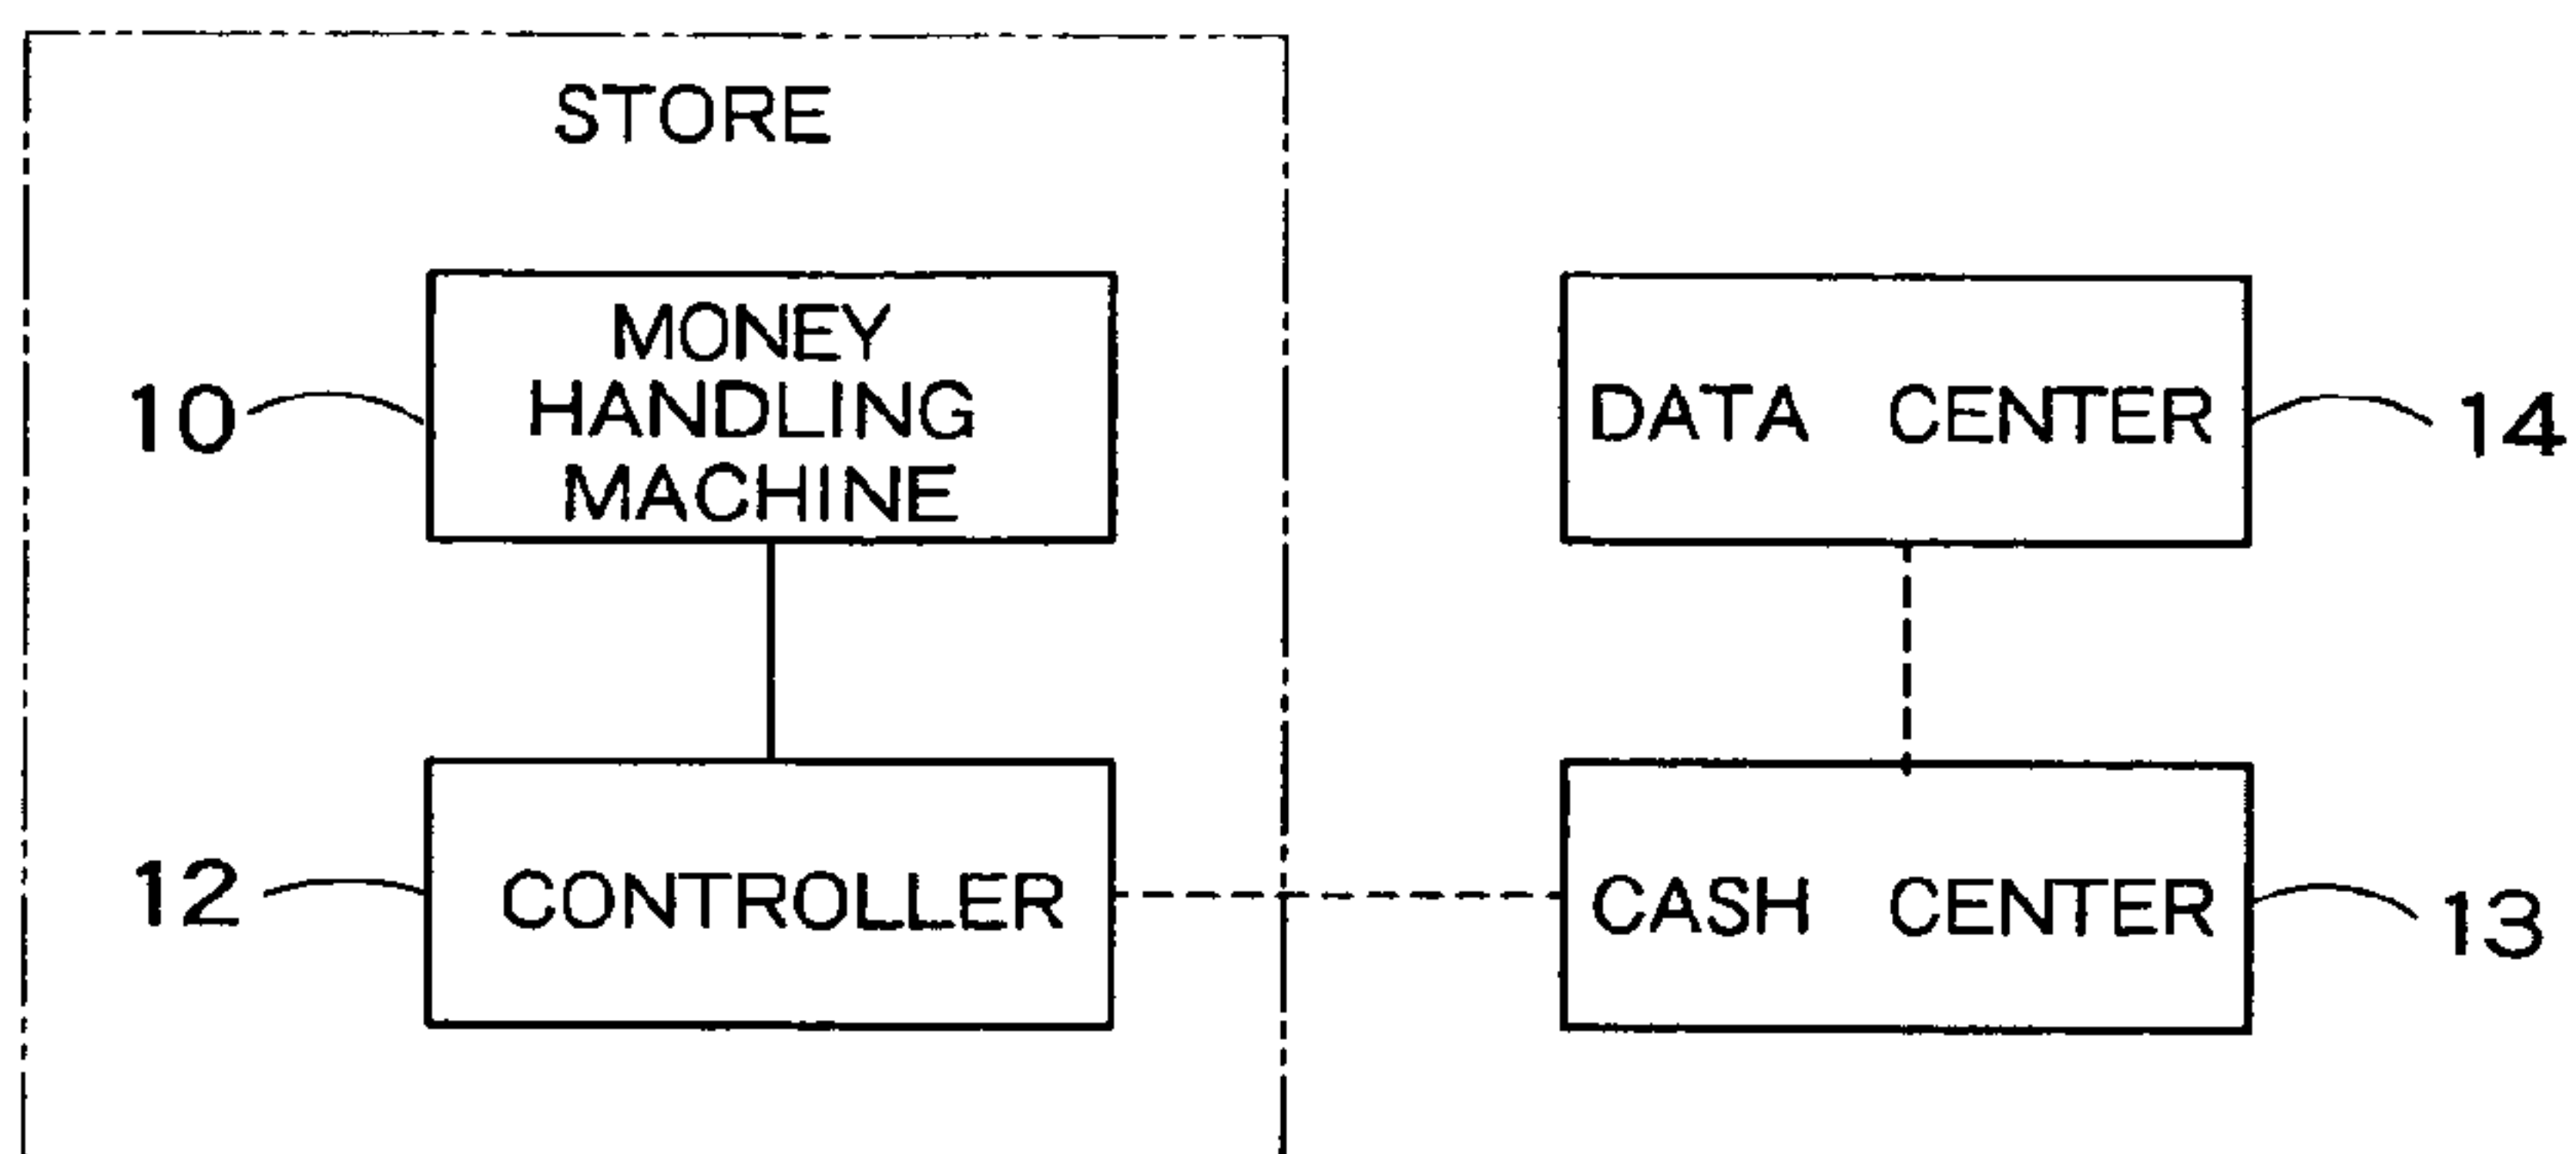 STORE
10
MONEY
HANDLING
MACHINE
DATA CENTER
14
12
CONTROLLER
CASH CENTER
13